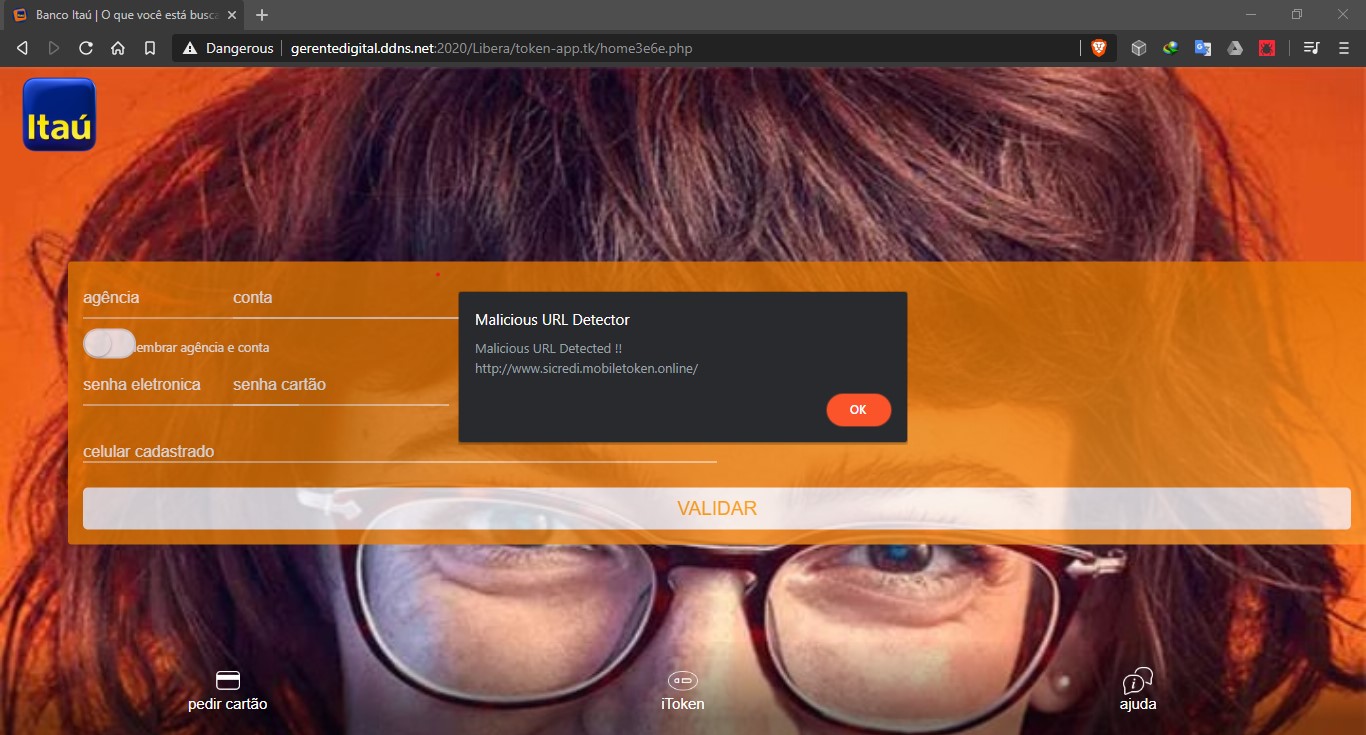 Banco Itaú | O que você está busca
Dangerous
gerentedigital.ddns.net:2020/Libera/token-app.tk/home3e6e.php
Itaú
agência
conta
embrar agência e conta
senha eletronica
senha cartão
celular cadastrado
VALIDAR
Malicious URL Detector
Malicious URL Detected !!
http://www.sicredi.mobiletoken.online/
OK
pedir cartão
iToken
ajuda